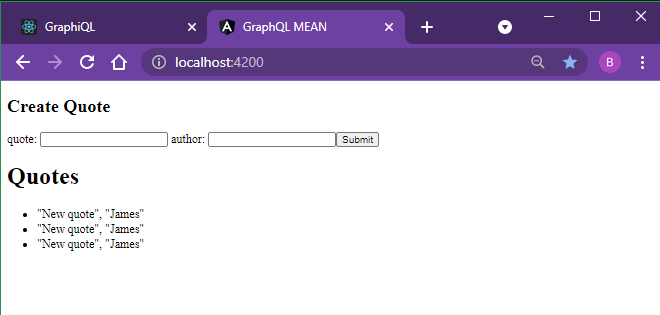 GraphiQL
GraphQL MEAN
localhost:4200
B
Create Quote
quote: author: Submit
Quotes
"New quote", "James"
"New quote", "James"
"New quote", "James"